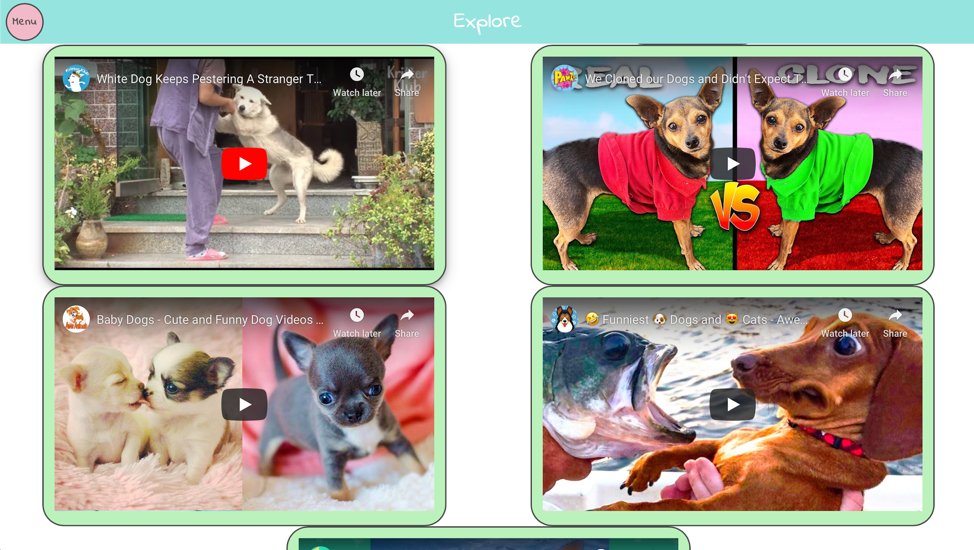 Menu
Explore
White Dog Keeps Pestering A Stranger T...
Watch later
Share
We Cloned our Dogs and Didn't Expect T...
Watch later
Share
REAL
CLONE
VS
Baby Dogs - Cute and Funny Dog Videos ...
Watch later
Share
🤣 Funniest 🐶 Dogs and 😻 Cats - Awe...
Watch later
Share